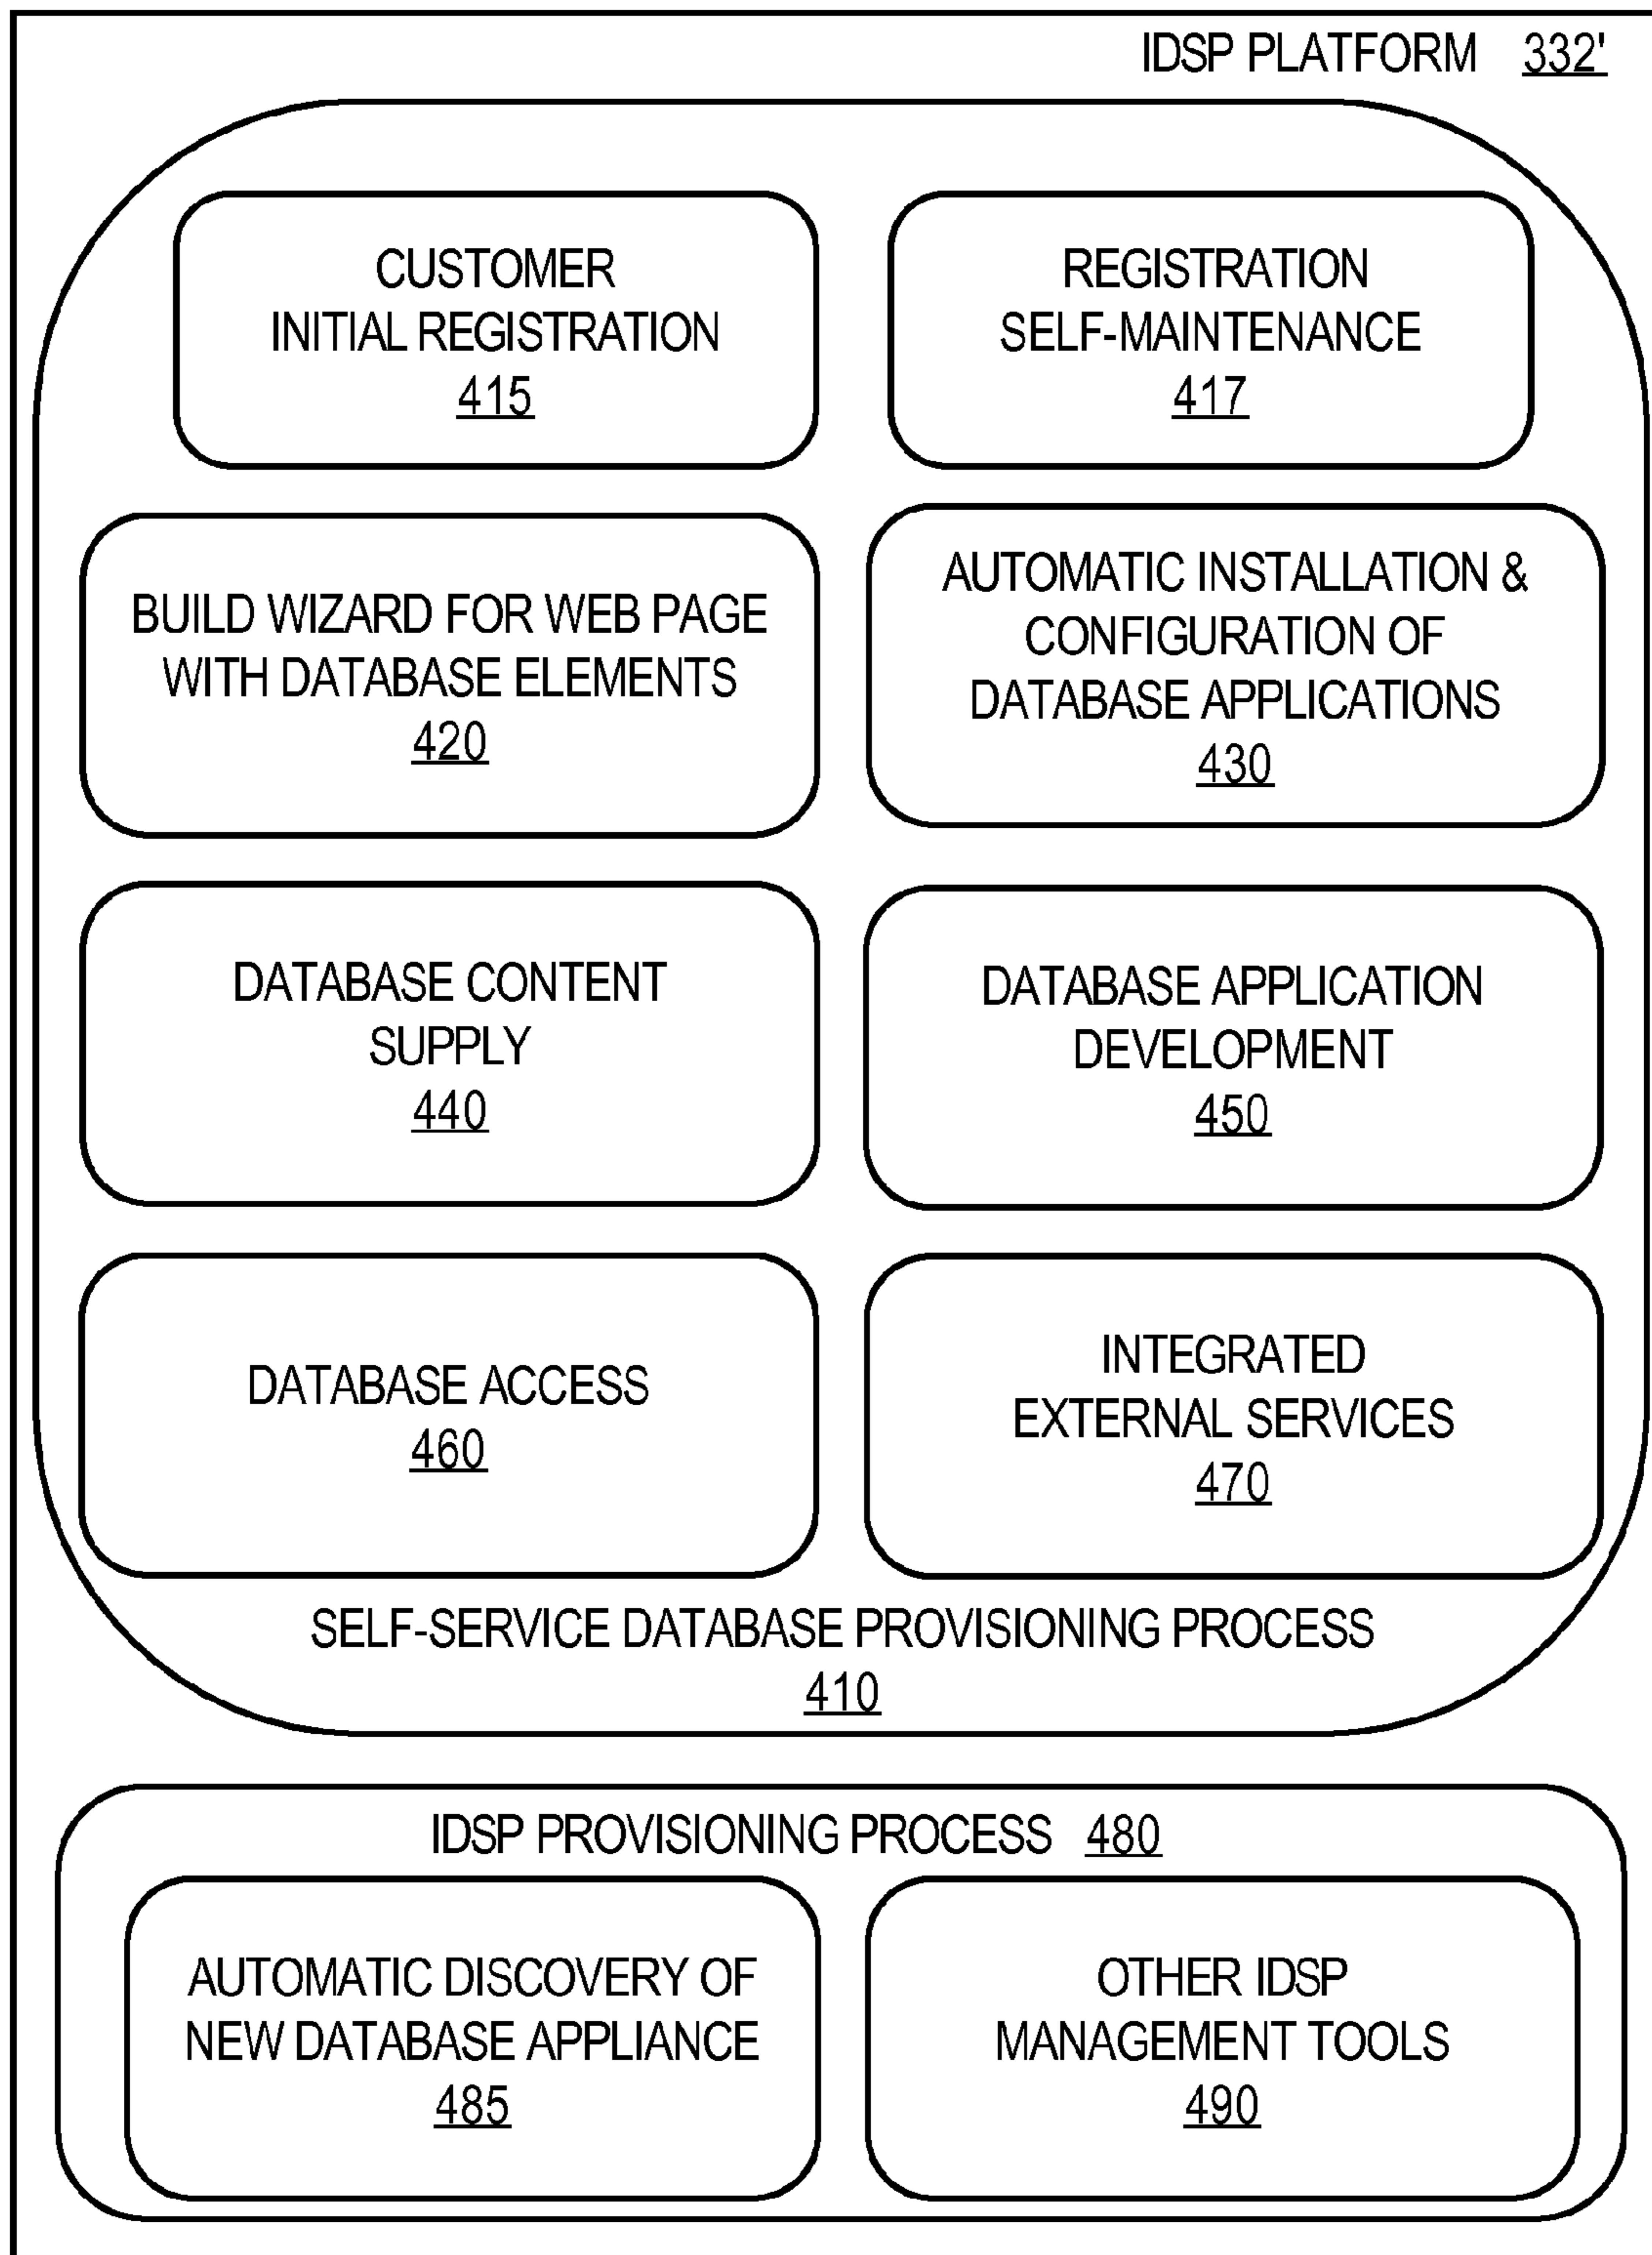 IDSP PLATFORM 332'
CUSTOMER
INITIAL REGISTRATION
415
REGISTRATION
SELF-MAINTENANCE
417
BUILD WIZARD FOR WEB PAGE
WITH DATABASE ELEMENTS
420
AUTOMATIC INSTALLATION &
CONFIGURATION OF
DATABASE APPLICATIONS
430
DATABASE CONTENT
SUPPLY
440
DATABASE APPLICATION
DEVELOPMENT
450
DATABASE ACCESS
460
INTEGRATED
EXTERNAL SERVICES
470
SELF-SERVICE DATABASE PROVISIONING PROCESS
410
IDSP PROVISIONING PROCESS 480
AUTOMATIC DISCOVERY OF
NEW DATABASE APPLIANCE
485
OTHER IDSP
MANAGEMENT TOOLS
490